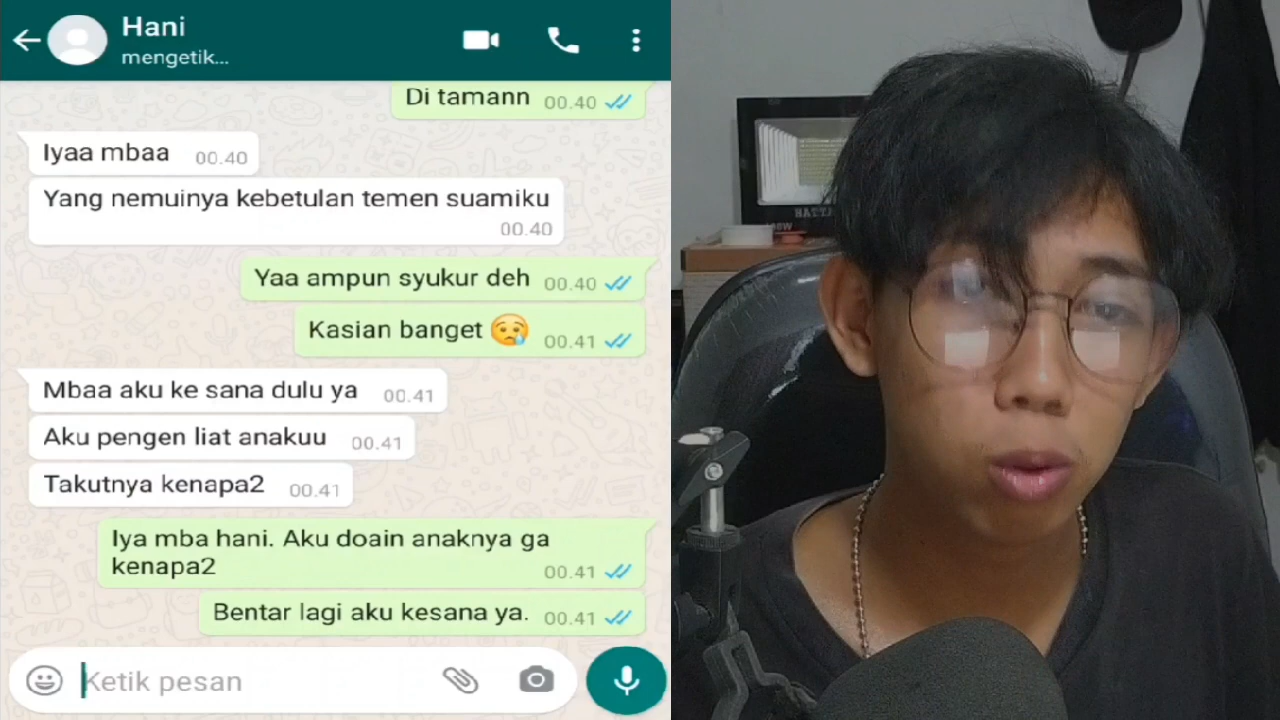 Hani
mengetik...
Di tamann 00.40
Iyaa mbaa 00.40
Yang nemuinya kebetulan temen suamiku
00.40
Yaa ampun syukur deh 00.40
Kasian banget 😢 00.41
Mbaa aku ke sana dulu ya 00.41
Aku pengen liat anakuu 00.41
Takutnya kenapa2 00.41
Iya mba hani. Aku doain anaknya ga
kenapa2 00.41
Bentar lagi aku kesana ya. 00.41
Ketik pesan